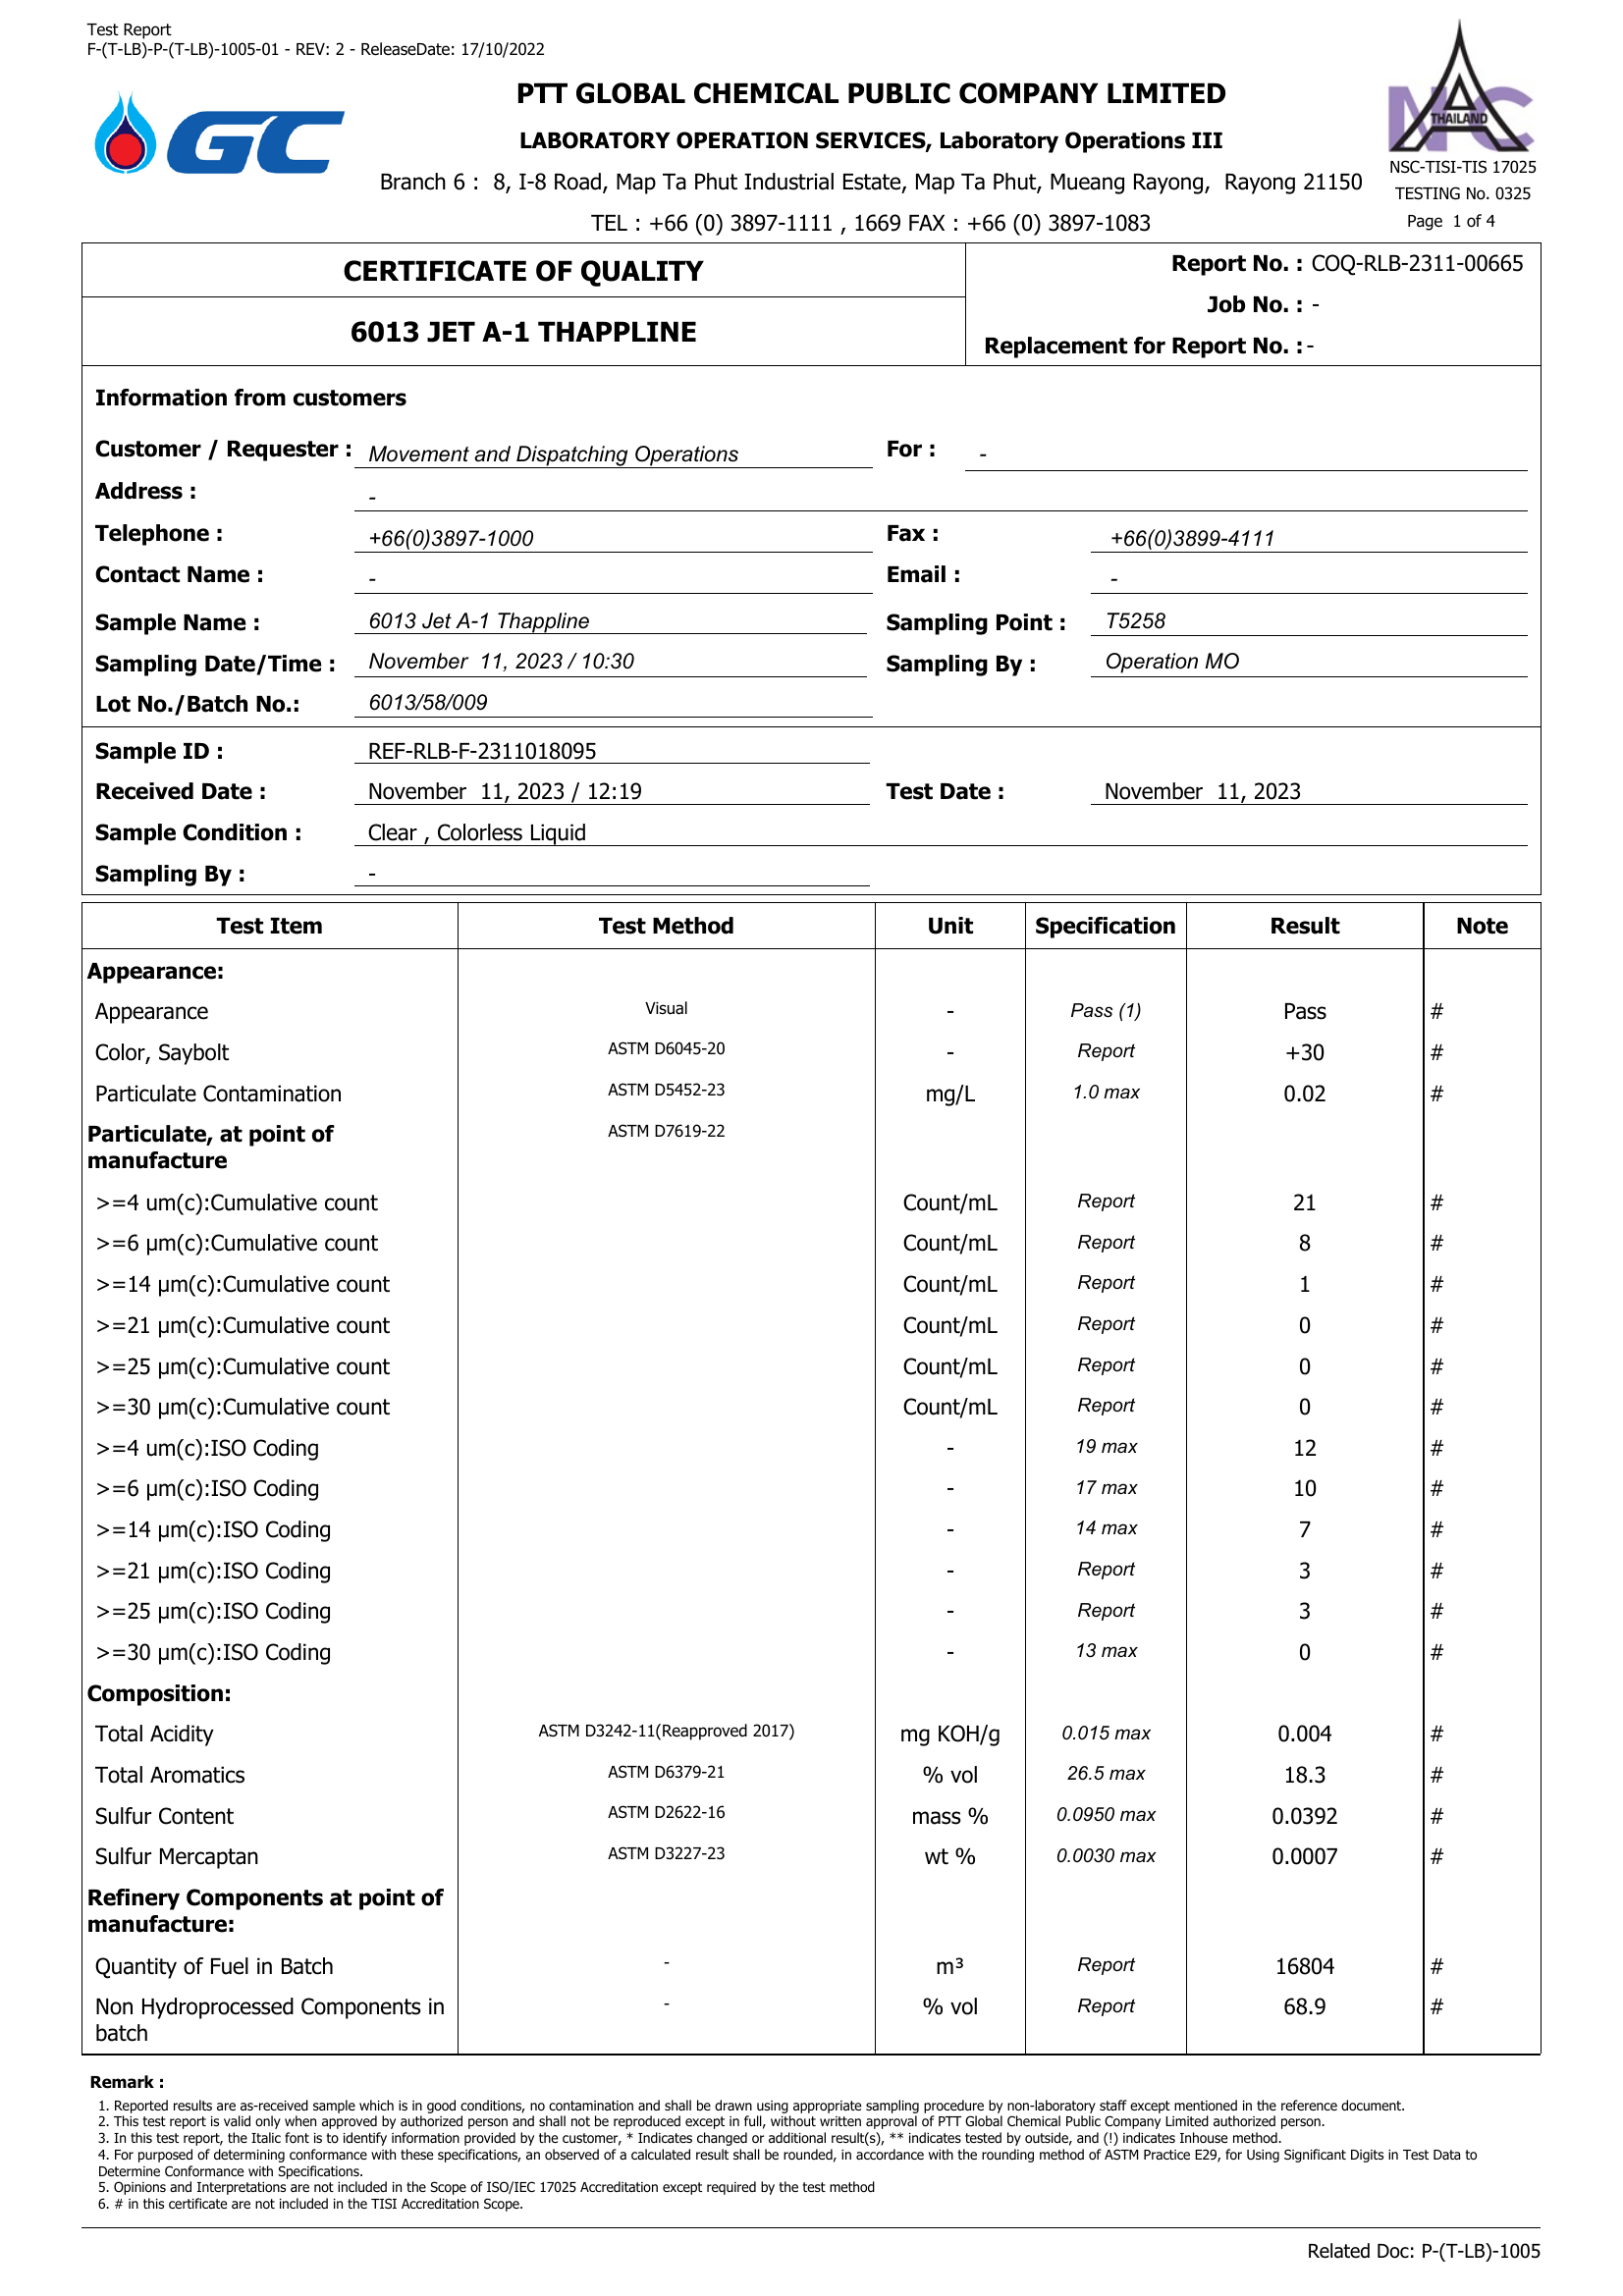 Test Report
F-(T-LB)-P-(T-LB)-1005-01 - REV: 2 - ReleaseDate: 17/10/2022
GC
PTT GLOBAL CHEMICAL PUBLIC COMPANY LIMITED
LABORATORY OPERATION SERVICES, Laboratory Operations III
Branch 6 : 8, I-8 Road, Map Ta Phut Industrial Estate, Map Ta Phut, Mueang Rayong, Rayong 21150
TEL : +66 (0) 3897-1111 , 1669 FAX : +66 (0) 3897-1083
NAC
THAILAND
NSC-TISI-TIS 17025
TESTING No. 0325
Page 1 of 4
CERTIFICATE OF QUALITY
6013 JET A-1 THAPPLINE
Report No. : COQ-RLB-2311-00665
Job No. : -
Replacement for Report No. : -
Information from customers
Customer / Requester : Movement and Dispatching Operations For : -
Address : -
Telephone : +66(0)3897-1000 Fax : +66(0)3899-4111
Contact Name : - Email : -
Sample Name : 6013 Jet A-1 Thappline Sampling Point : T5258
Sampling Date/Time : November 11, 2023 / 10:30 Sampling By : Operation MO
Lot No./Batch No.: 6013/58/009
Sample ID : REF-RLB-F-2311018095
Received Date : November 11, 2023 / 12:19 Test Date : November 11, 2023
Sample Condition : Clear , Colorless Liquid
Sampling By : -
Test Item Test Method Unit Specification Result Note
Appearance:
Appearance Visual - Pass (1) Pass #
Color, Saybolt ASTM D6045-20 - Report +30 #
Particulate Contamination ASTM D5452-23 mg/L 1.0 max 0.02 #
Particulate, at point of ASTM D7619-22
manufacture
>=4 um(c):Cumulative count Count/mL Report 21 #
>=6 µm(c):Cumulative count Count/mL Report 8 #
>=14 µm(c):Cumulative count Count/mL Report 1 #
>=21 µm(c):Cumulative count Count/mL Report 0 #
>=25 µm(c):Cumulative count Count/mL Report 0 #
>=30 µm(c):Cumulative count Count/mL Report 0 #
>=4 um(c):ISO Coding - 19 max 12 #
>=6 µm(c):ISO Coding - 17 max 10 #
>=14 µm(c):ISO Coding - 14 max 7 #
>=21 µm(c):ISO Coding - Report 3 #
>=25 µm(c):ISO Coding - Report 3 #
>=30 µm(c):ISO Coding - 13 max 0 #
Composition:
Total Acidity ASTM D3242-11(Reapproved 2017) mg KOH/g 0.015 max 0.004 #
Total Aromatics ASTM D6379-21 % vol 26.5 max 18.3 #
Sulfur Content ASTM D2622-16 mass % 0.0950 max 0.0392 #
Sulfur Mercaptan ASTM D3227-23 wt % 0.0030 max 0.0007 #
Refinery Components at point of
manufacture:
Quantity of Fuel in Batch - m³ Report 16804 #
Non Hydroprocessed Components in - % vol Report 68.9 #
batch
Remark :
1. Reported results are as-received sample which is in good conditions, no contamination and shall be drawn using appropriate sampling procedure by non-laboratory staff except mentioned in the reference document.
2. This test report is valid only when approved by authorized person and shall not be reproduced except in full, without written approval of PTT Global Chemical Public Company Limited authorized person.
3. In this test report, the Italic font is to identify information provided by the customer, * Indicates changed or additional result(s), ** indicates tested by outside, and (!) indicates Inhouse method.
4. For purposed of determining conformance with these specifications, an observed of a calculated result shall be rounded, in accordance with the rounding method of ASTM Practice E29, for Using Significant Digits in Test Data to
Determine Conformance with Specifications.
5. Opinions and Interpretations are not included in the Scope of ISO/IEC 17025 Accreditation except required by the test method
6. # in this certificate are not included in the TISI Accreditation Scope.
Related Doc: P-(T-LB)-1005